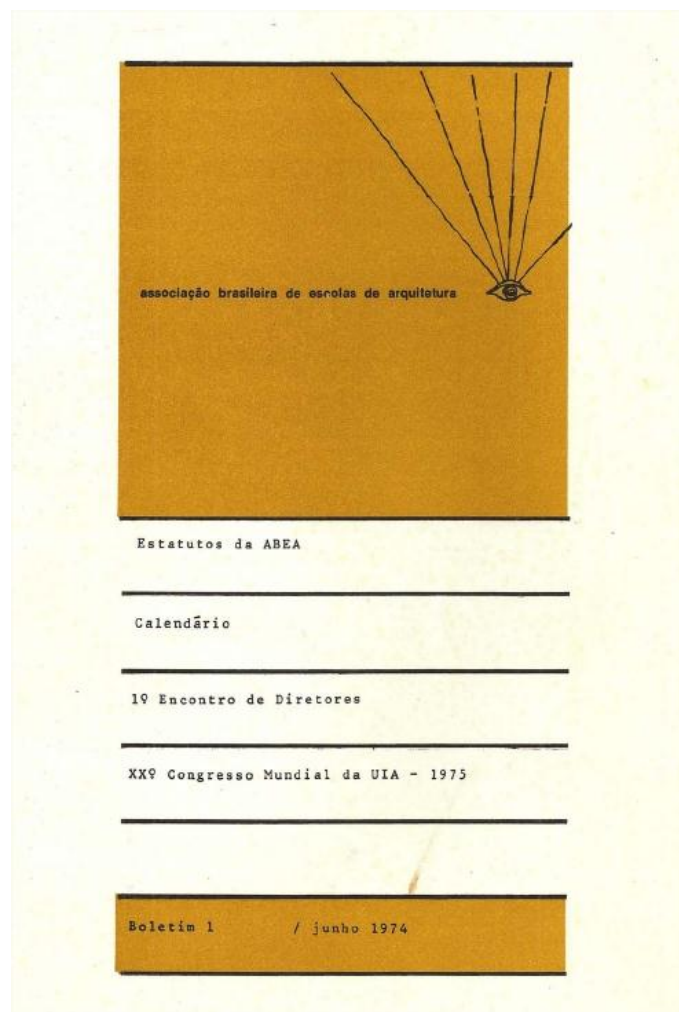 associação brasileira de escolas de arquitetura
Estatutos da ABEA
Calendário
1º Encontro de Diretores
XXº Congresso Mundial da UIA - 1975
Boletim 1 / junho 1974